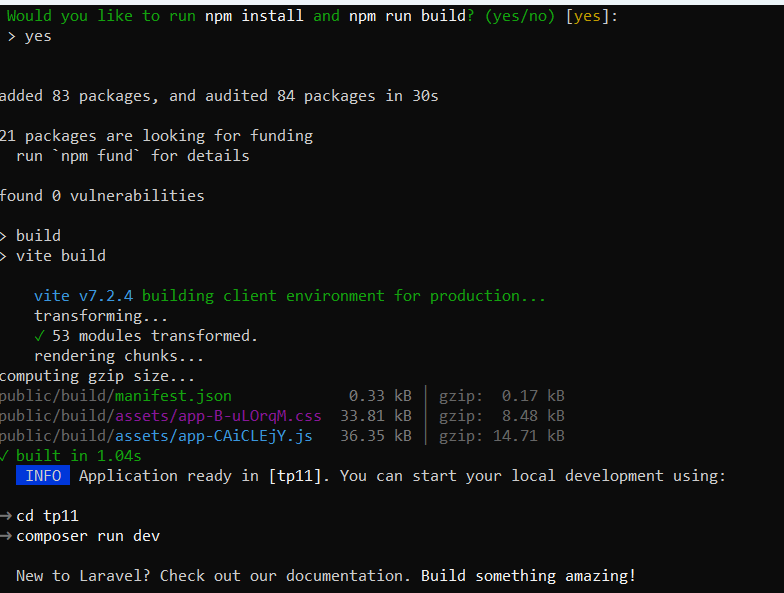 Would you like to run npm install and npm run build? (yes/no) [yes]:
> yes
added 83 packages, and audited 84 packages in 30s
21 packages are looking for funding
run `npm fund` for details
found 0 vulnerabilities
> build
> vite build
vite v7.2.4 building client environment for production...
transforming...
✓ 53 modules transformed.
rendering chunks...
computing gzip size...
public/build/manifest.json 0.33 kB │ gzip: 0.17 kB
public/build/assets/app-B-uLOrqM.css 33.81 kB │ gzip: 8.48 kB
public/build/assets/app-CAiCLEjY.js 36.35 kB │ gzip: 14.71 kB
✓ built in 1.04s
INFO Application ready in [tp11]. You can start your local development using:
→ cd tp11
→ composer run dev
New to Laravel? Check out our documentation. Build something amazing!